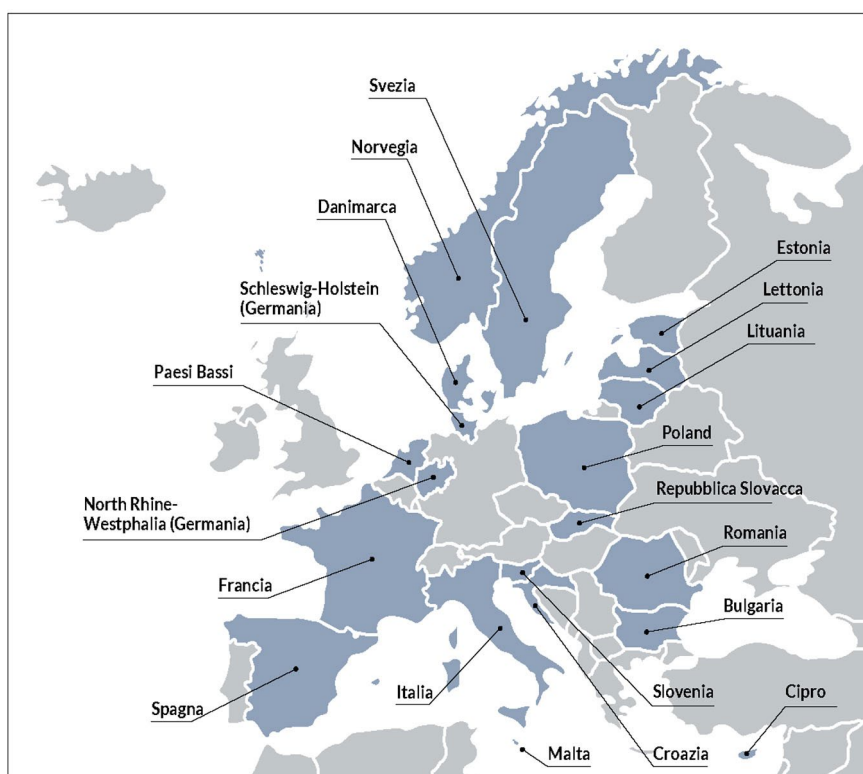 Svezia
Norvegia
Danimarca
Schleswig-Holstein
(Germania)
Paesi Bassi
North Rhine-
Westphalia (Germania)
Francia
Spagna
Italia
Malta
Estonia
Lettonia
Lituania
Poland
Repubblica Slovacca
Romania
Bulgaria
Slovenia
Cipro
Croazia